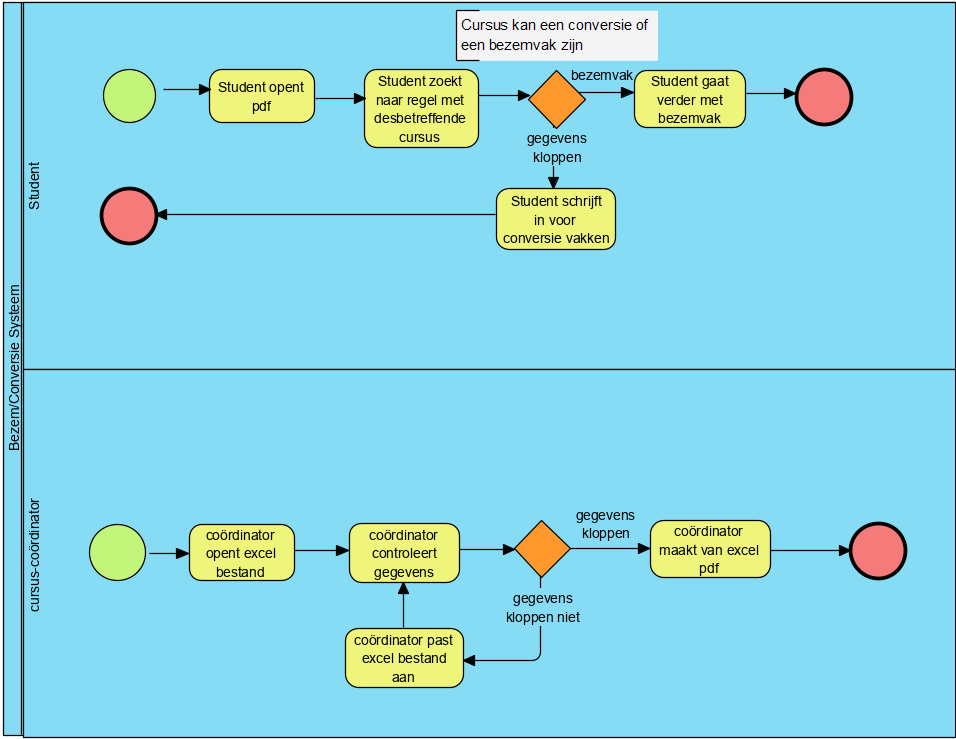 Bezem/Conversie Systeem
Student
Cursus kan een conversie of
een bezemvak zijn
Student opent
pdf
Student zoekt
naar regel met
desbetreffende
cursus
bezemvak
Student gaat
verder met
bezemvak
gegevens
kloppen
Student schrijft
in voor
conversie vakken
cursus-coördinator
coördinator
opent excel
bestand
coördinator
controleert
gegevens
gegevens
kloppen
coördinator
maakt van excel
pdf
gegevens
kloppen niet
coördinator past
excel bestand
aan